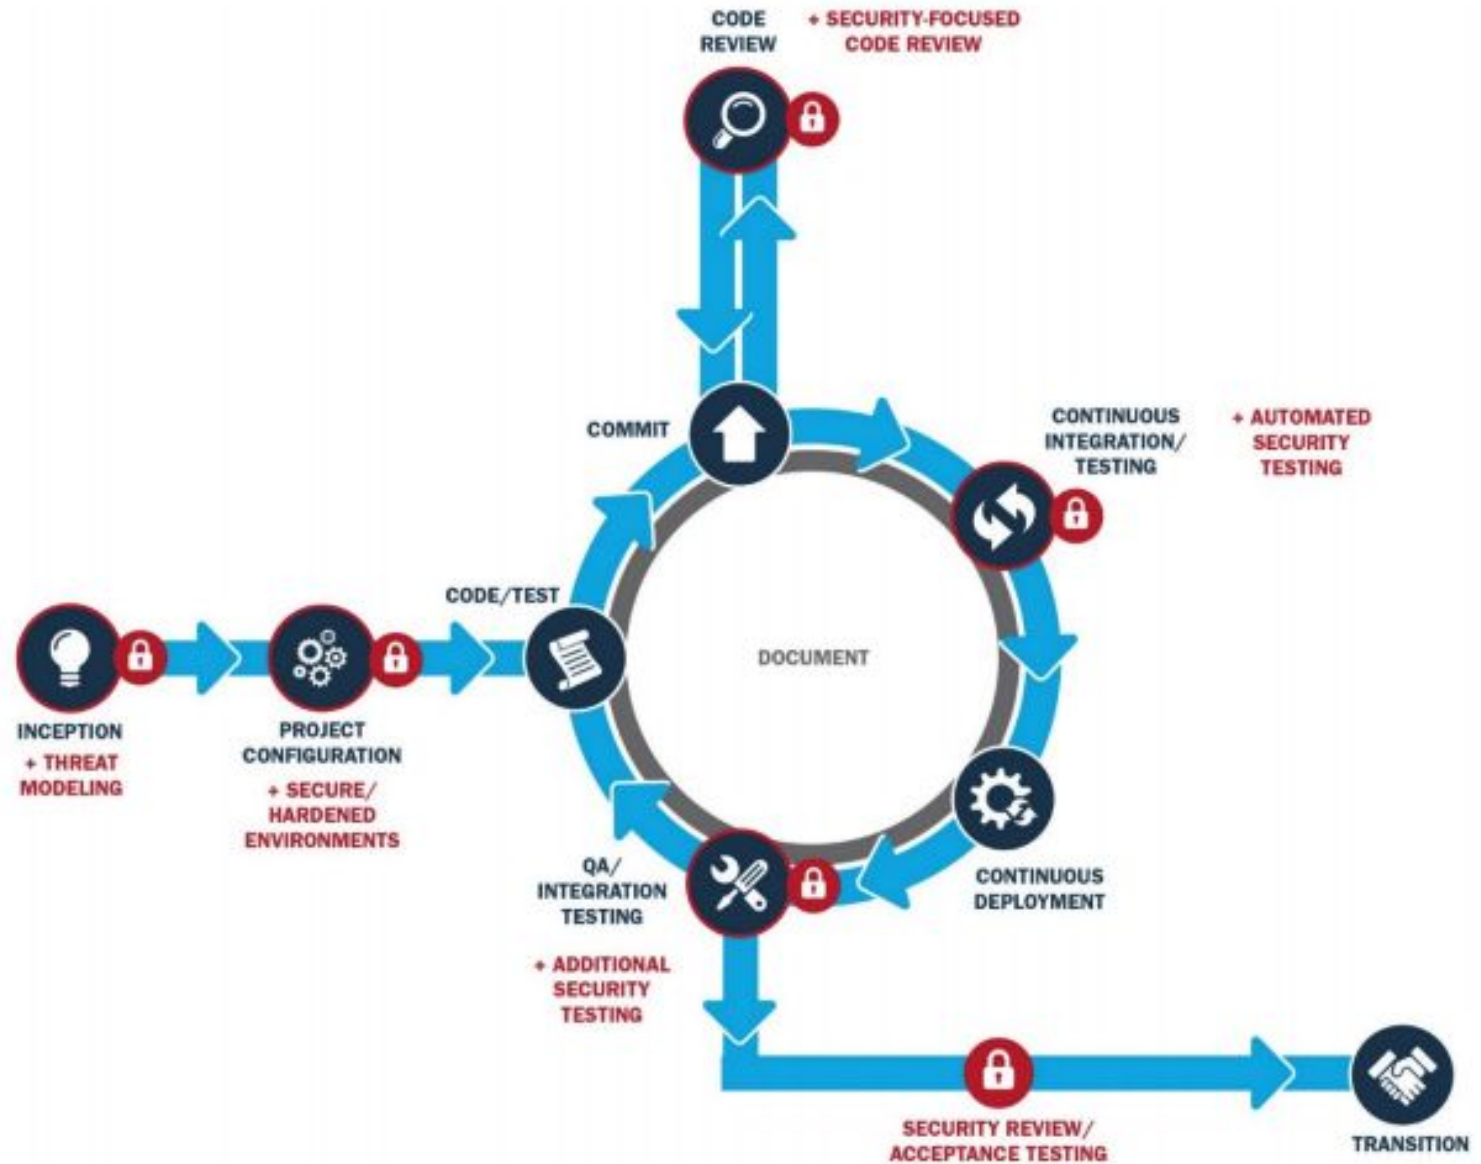 CODE
REVIEW
+ SECURITY-FOCUSED
CODE REVIEW
COMMIT
CONTINUOUS
INTEGRATION/
TESTING
+ AUTOMATED
SECURITY
TESTING
CODE/TEST
DOCUMENT
INCEPTION
+ THREAT
MODELING
PROJECT
CONFIGURATION
+ SECURE/
HARDENED
ENVIRONMENTS
QA/
INTEGRATION
TESTING
+ ADDITIONAL
SECURITY
TESTING
CONTINUOUS
DEPLOYMENT
SECURITY REVIEW/
ACCEPTANCE TESTING
TRANSITION